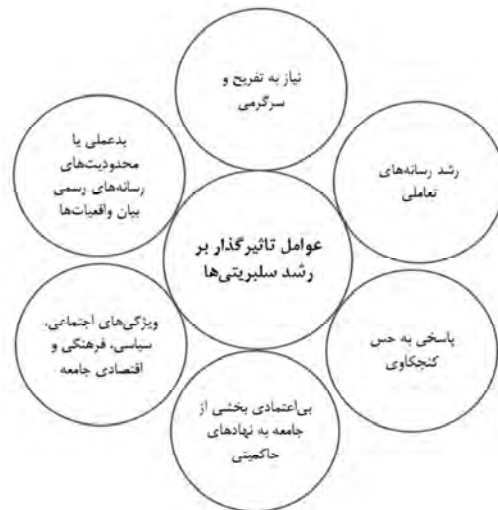 نیاز به تفریح و
سرگرمی
رشد رسانه‌های
تعاملی
پاسخی به حس
کنجکاوی
بی‌اعتمادی بخشی از
جامعه به نهادهای
حاکمیتی
ویژگی‌های اجتماعی،
سیاسی، فرهنگی و
اقتصادی جامعه
بدعملی یا
محدودیت‌های
رسانه‌های رسمی
بیان واقعیات‌ها
عوامل تاثیرگذار بر
رشد سلبریتی‌ها